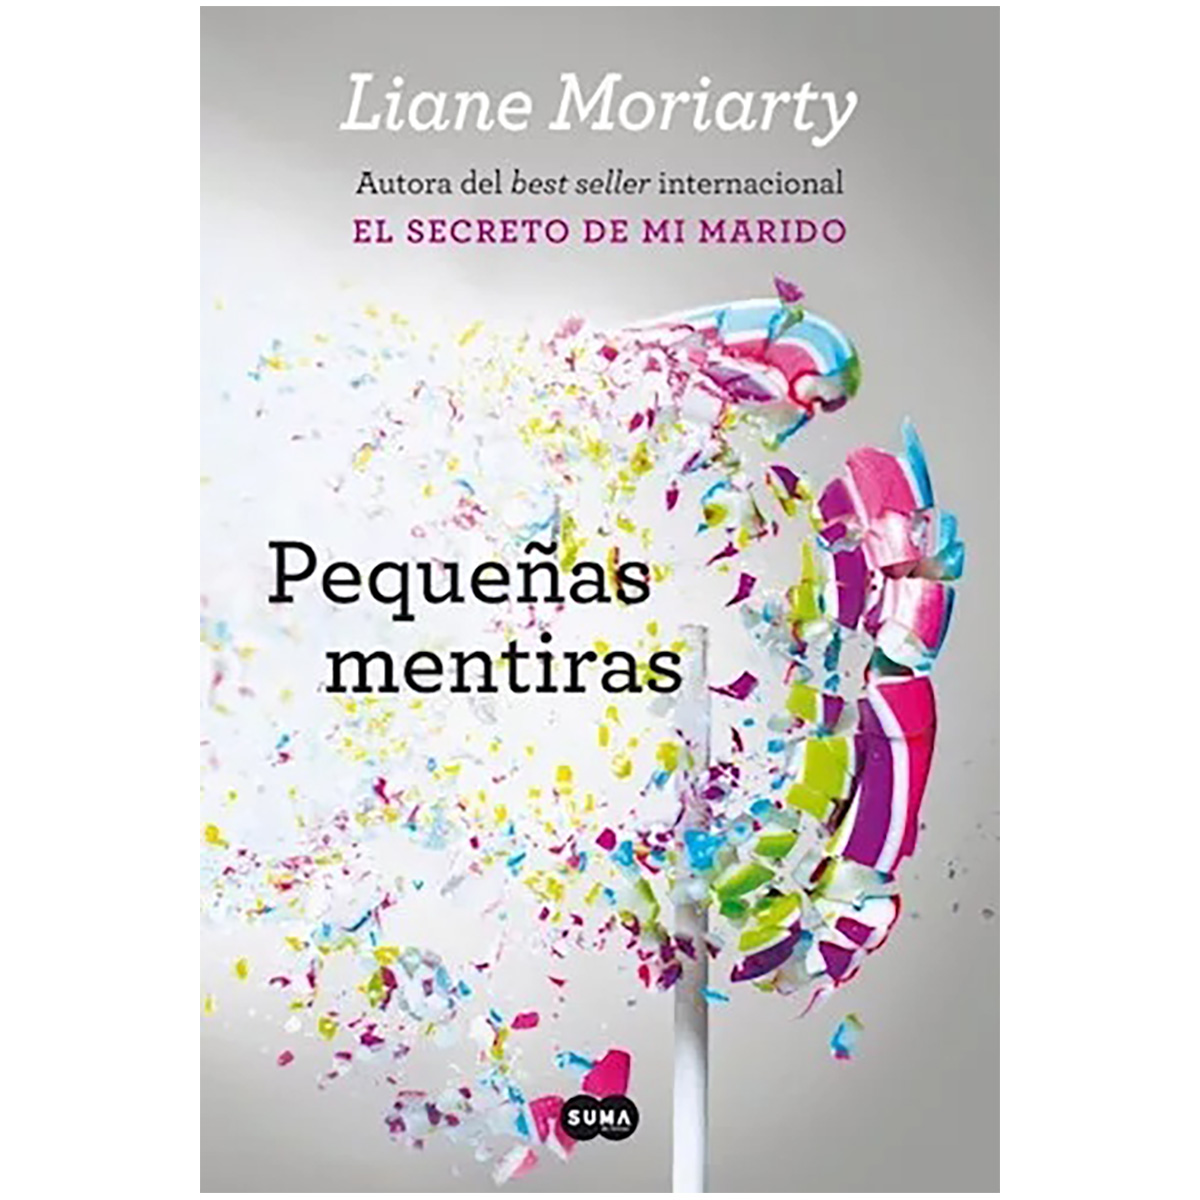 Liane Moriarty
Autora del best seller internacional
EL SECRETO DE MI MARIDO
Pequeñas
mentiras
SUMA